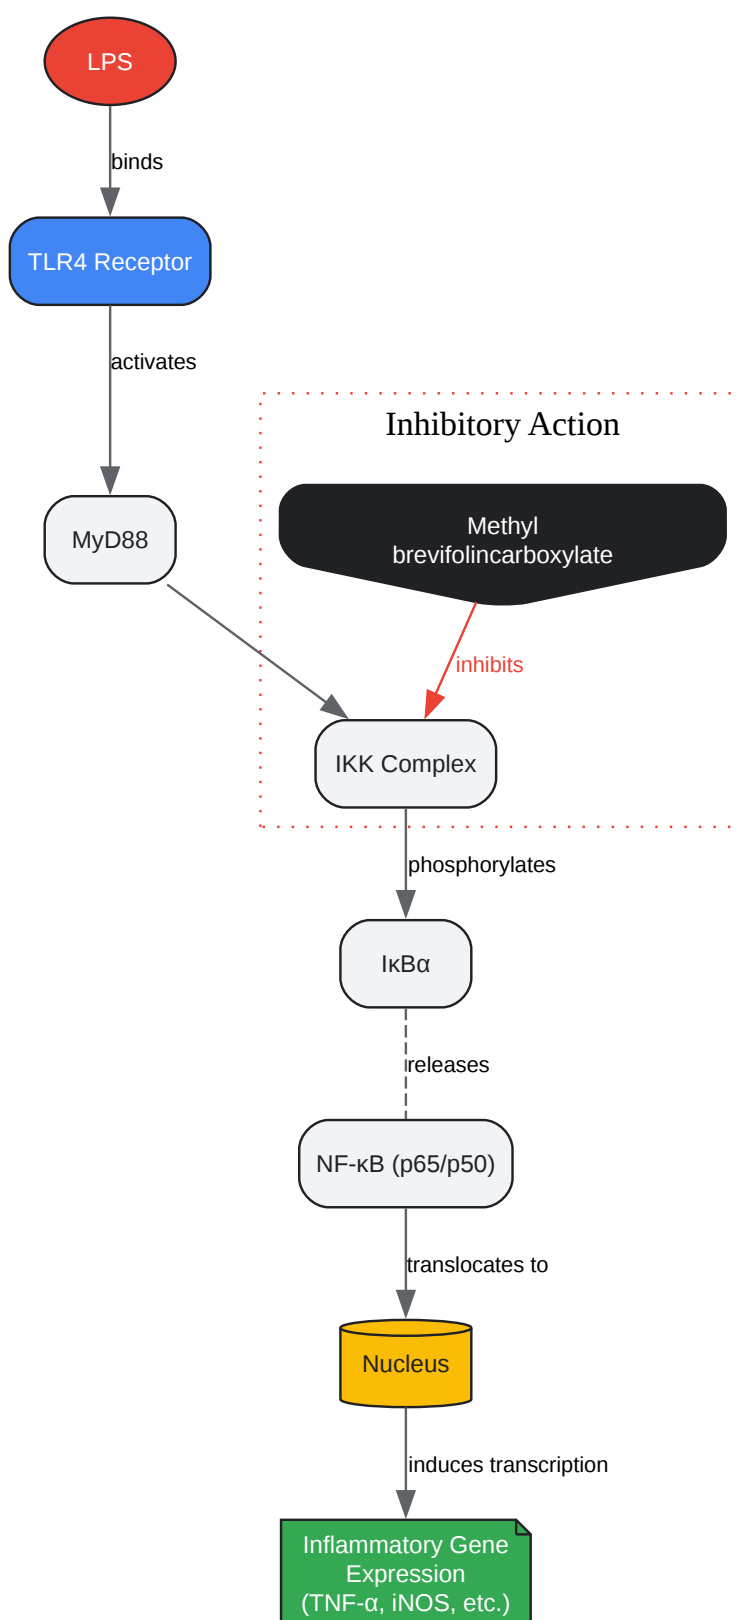 LPS
binds
TLR4 Receptor
activates
Inhibitory Action
MyD88
Methyl
brevifolincarboxylate
inhibits
IKK Complex
phosphorylates
IκBα
releases
NF-κB (p65/p50)
translocates to
Nucleus
induces transcription
Inflammatory Gene
Expression
(TNF-α, iNOS, etc.)